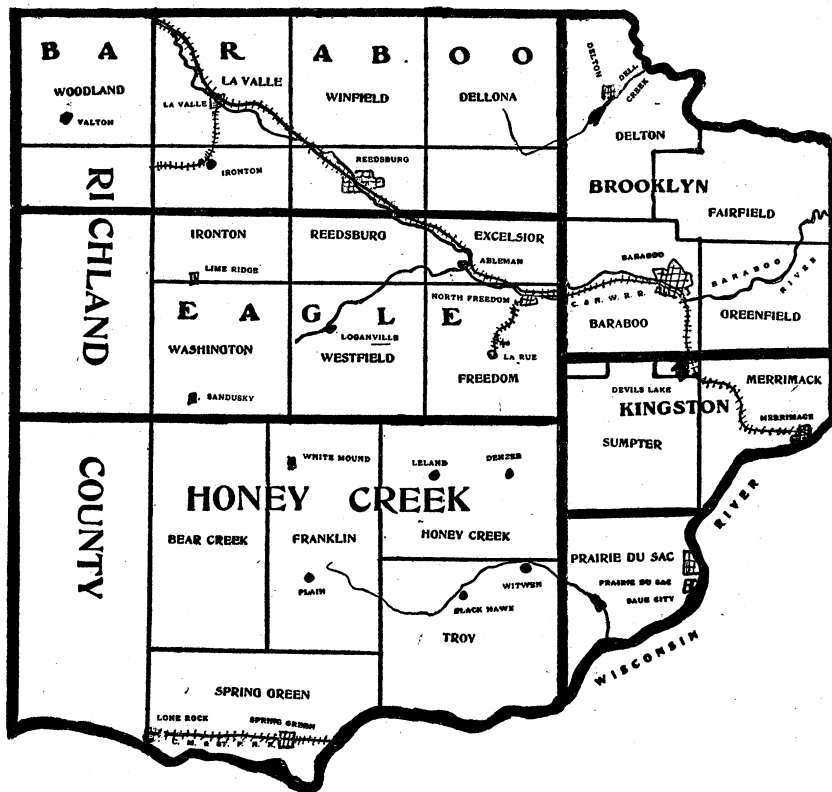 BARABOO
WOODLAND
VALTON
LA VALLE
LA VALLE
WINFIELD
DELLONA
DELTON
DELL CREEK
DELTON
IRONTON
REEDSBURG
BROOKLYN
FAIRFIELD
RICHLAND
IRONTON
REEDSBURG
EXCELSIOR
ABLEMAN
LIME RIDGE
BARABOO
BARABOO RIVER
NORTH FREEDOM
C. & N. W. R. R.
EAGLE
BARABOO
GREENFIELD
LOGANVILLE
WASHINGTON
WESTFIELD
LA RUE
FREEDOM
MERRIMACK
DEVILS LAKE
SANDUSKY
KINGSTON
MERRIMACK
SUMPTER
COUNTY
WHITE MOUND
LELAND
DENZER
HONEY CREEK
BEAR CREEK
FRANKLIN
HONEY CREEK
RIVER
PRAIRIE DU SAC
PLAIN
WITWEN
PRAIRIE DU SAC
BLACK HAWK
SAUK CITY
TROY
WISCONSIN
SPRING GREEN
LONE ROCK
SPRING GREEN
C. M. & ST. P. R. R.